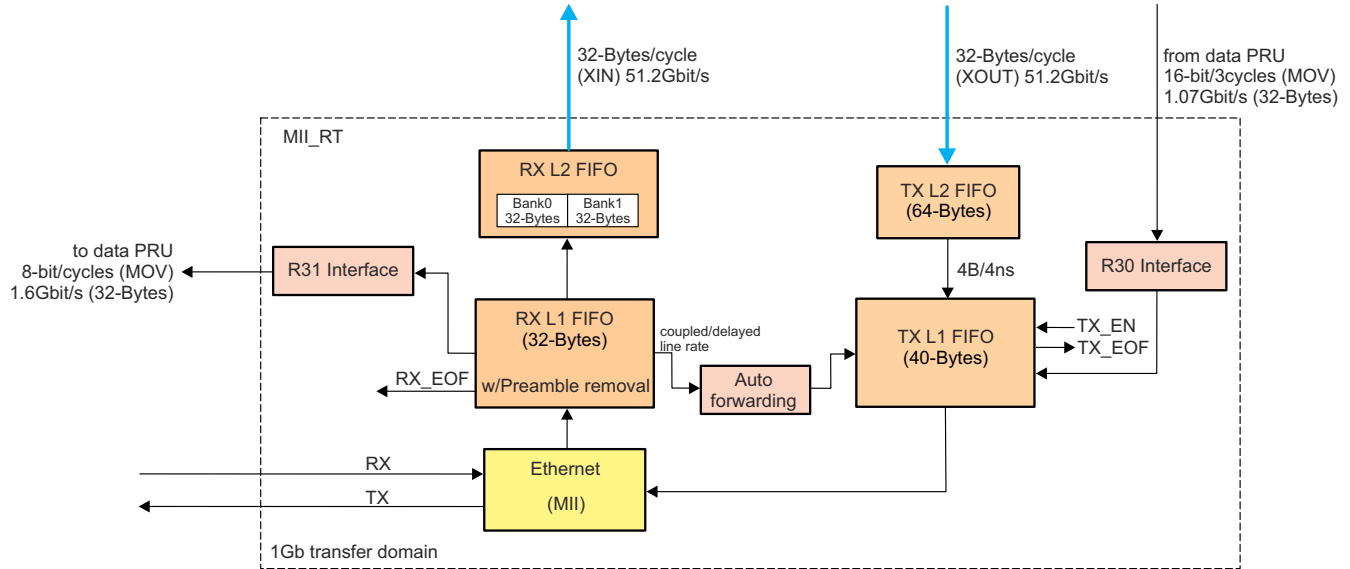 32-Bytes/cycle
(XIN) 51.2Gbit/s
32-Bytes/cycle
(XOUT) 51.2Gbit/s
from data PRU
16-bit/3cycles (MOV)
1.07Gbit/s (32-Bytes)
MII_RT
RX L2 FIFO
Bank0
32-Bytes
Bank1
32-Bytes
TX L2 FIFO
(64-Bytes)
to data PRU
8-bit/cycles (MOV)
1.6Gbit/s (32-Bytes)
R31 Interface
4B/4ns
R30 Interface
RX L1 FIFO
(32-Bytes)
w/Preamble removal
coupled/delayed
line rate
TX L1 FIFO
(40-Bytes)
TX_EN
TX_EOF
RX_EOF
Auto
forwarding
RX
TX
Ethernet
(MII)
1Gb transfer domain